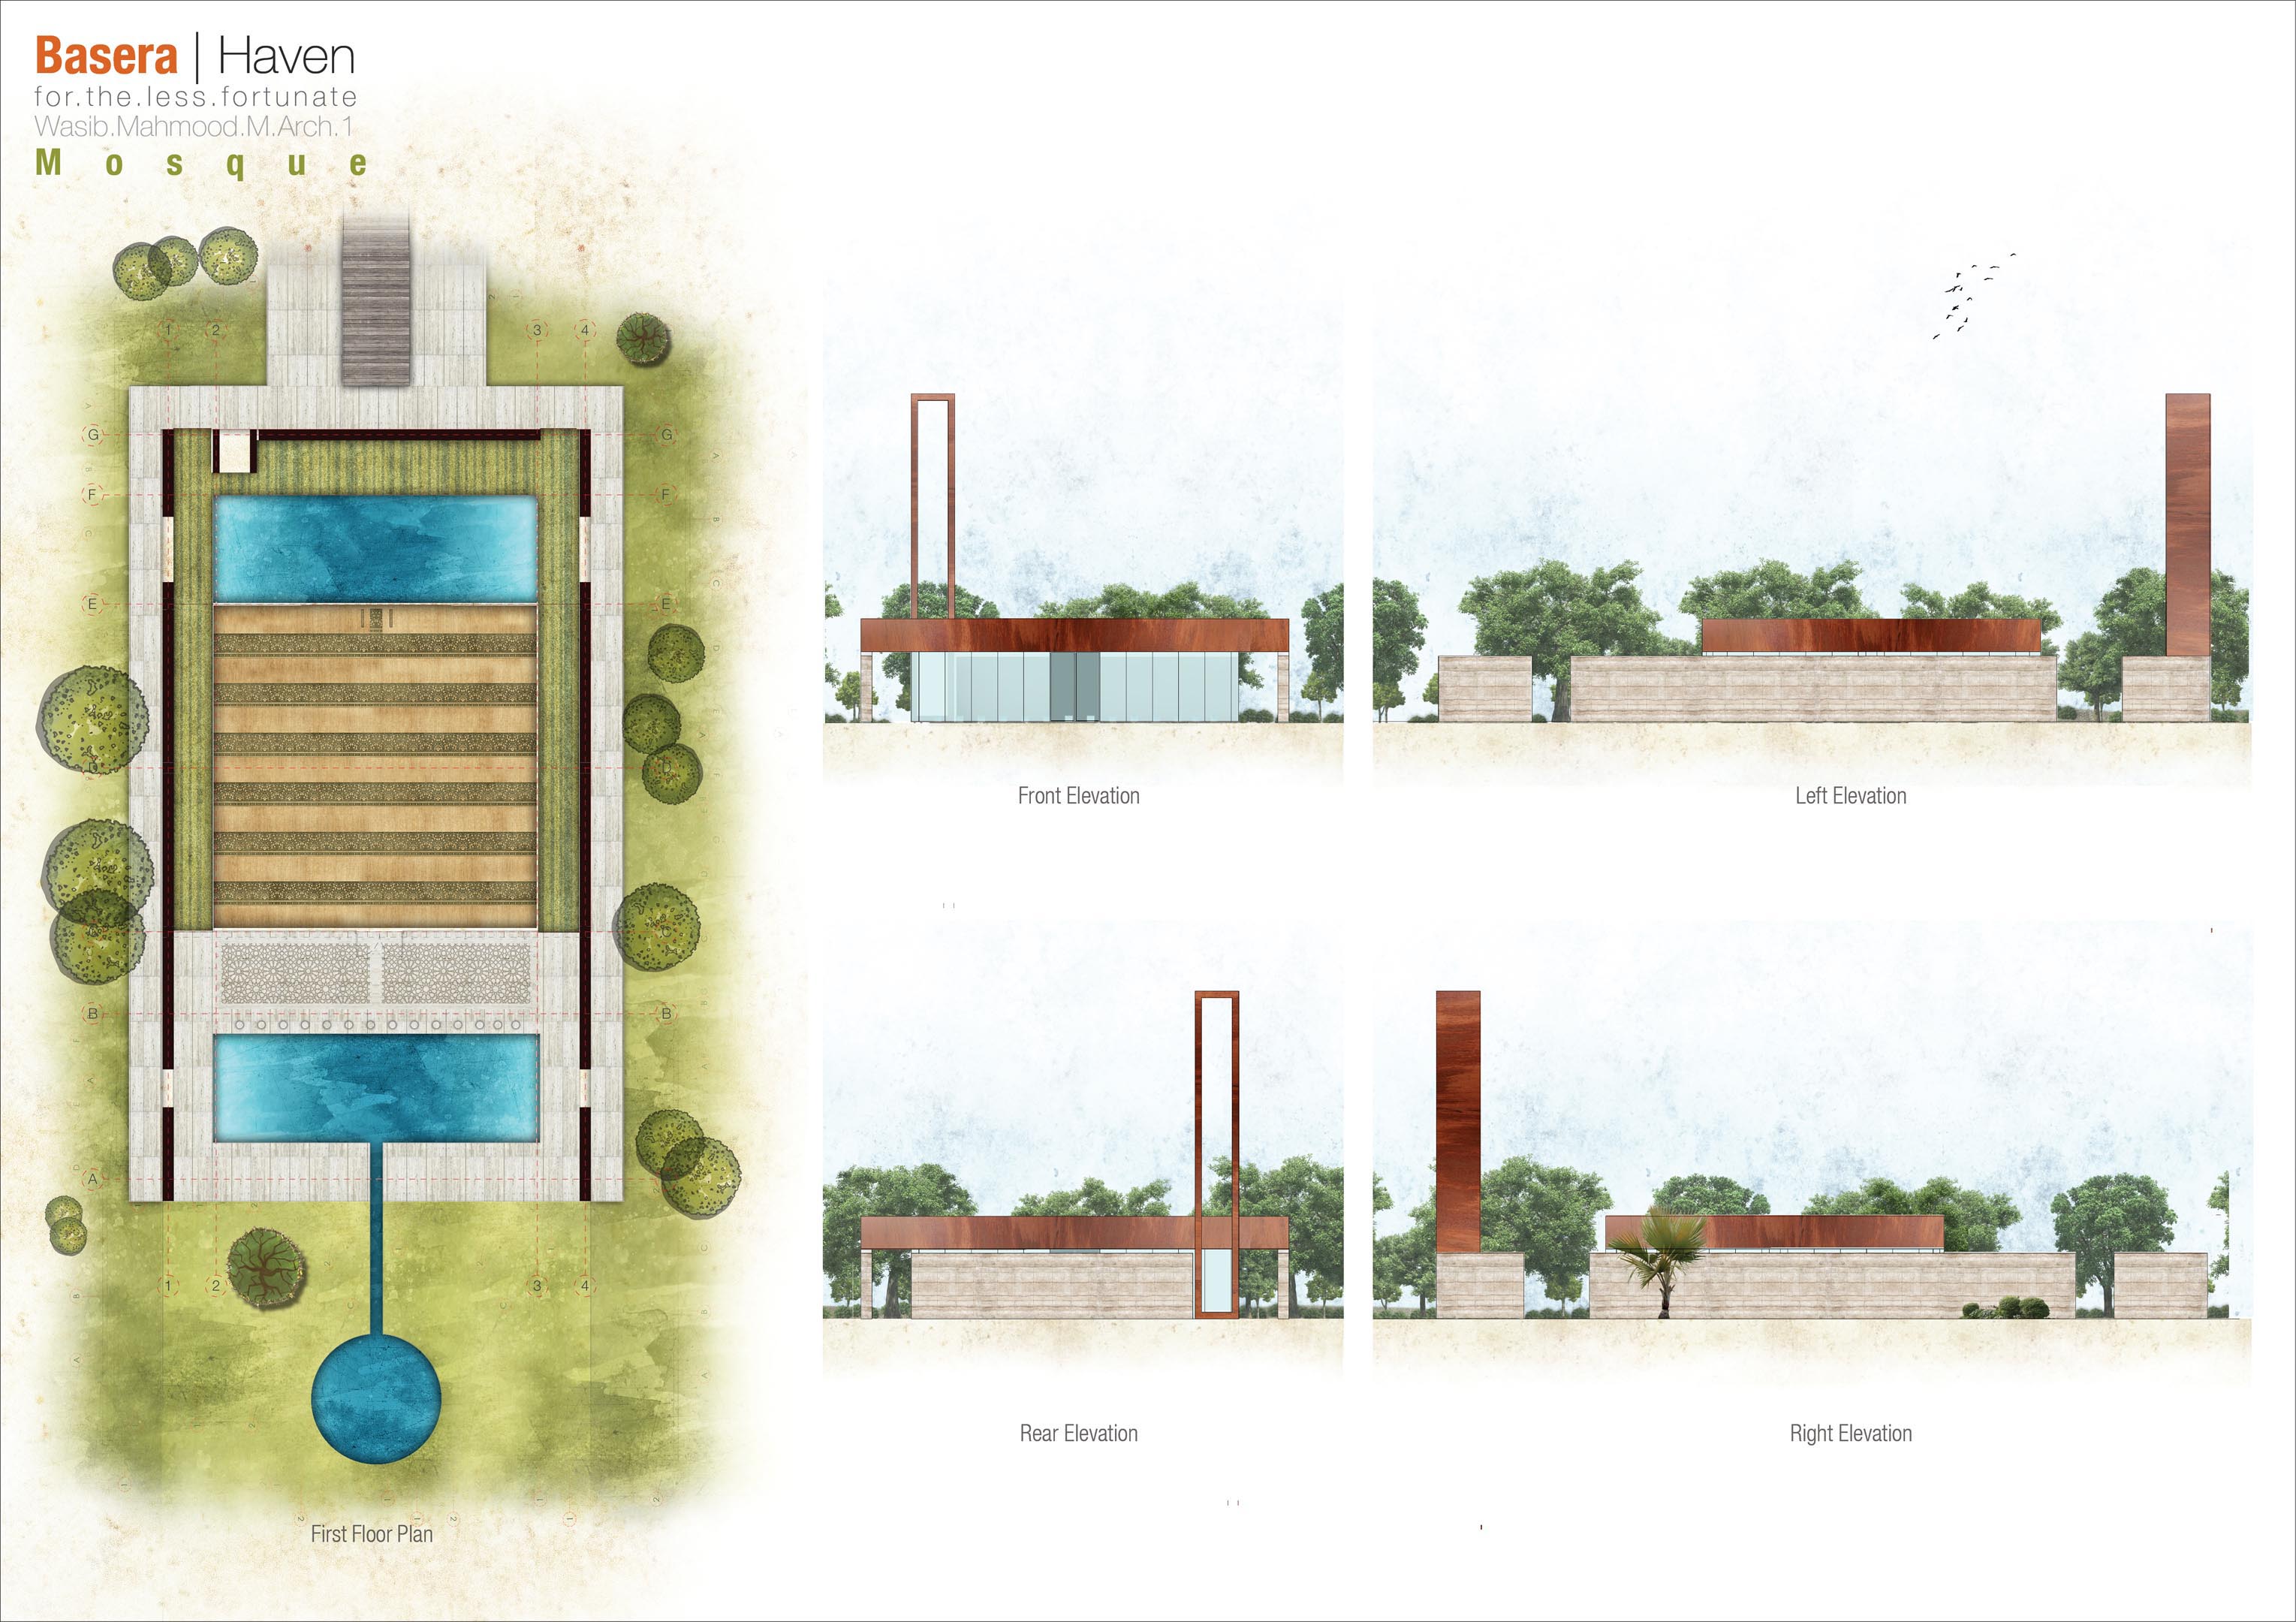 Basera | Haven
for.the.less.fortunate
Wasib.Mahmood.M.Arch.1
Mosque
1 2 3 4
G G
F F
E E
B B
A
1 2 3 4
First Floor Plan
Front Elevation
Left Elevation
Rear Elevation
Right Elevation